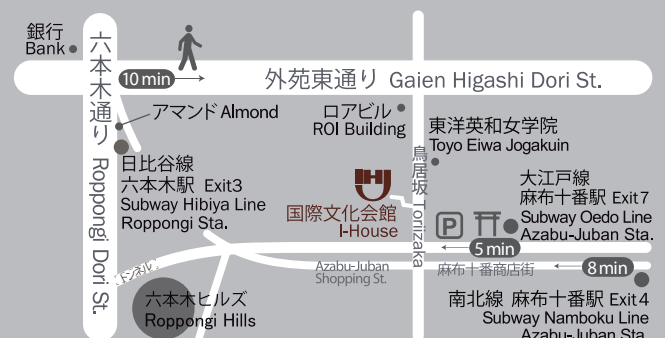 銀行
Bank
六本木通り Roppongi Dori St.
10 min
外苑東通り Gaien Higashi Dori St.
アマンド Almond
ロアビル
ROI Building
東洋英和女学院
Toyo Eiwa Jogakuin
鳥居坂 Toriizaka
日比谷線
六本木駅 Exit3
Subway Hibiya Line
Roppongi Sta.
国際文化会館
I-House
P
大江戸線
麻布十番駅 Exit7
Subway Oedo Line
Azabu-Juban Sta.
5 min
トンネル
Azabu-Juban
Shopping St.
麻布十番商店街
8 min
六本木ヒルズ
Roppongi Hills
南北線 麻布十番駅 Exit4
Subway Namboku Line
Azabu-Juban Sta.